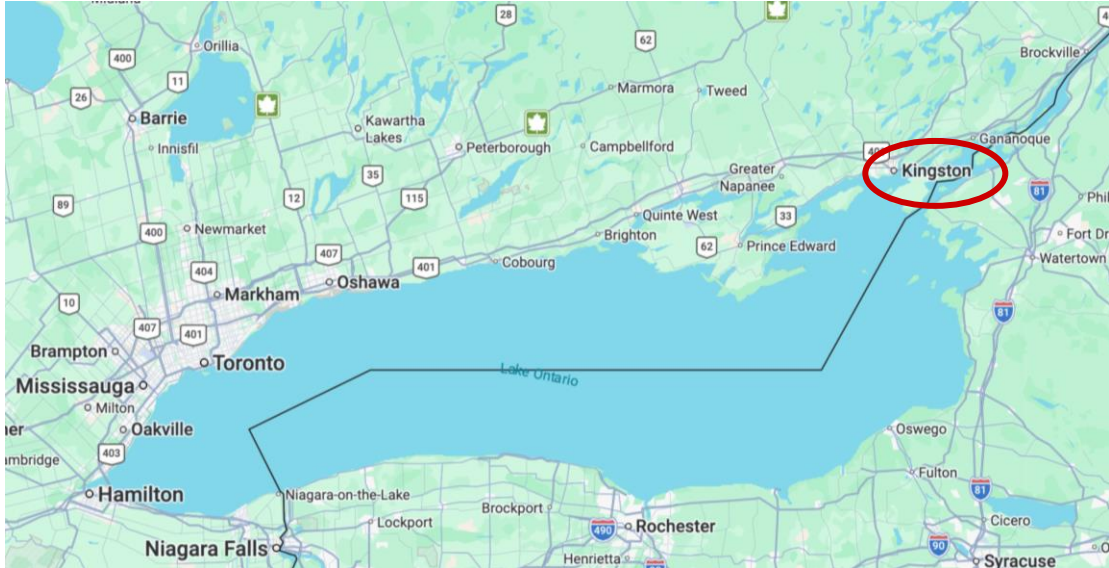 28
4
Orillia
62
Brockville
400
11
Marmora
Tweed
26
Barrie
Kawartha
Lakes
Innisfil
Peterborough
Campbellford
Gananoque
Greater
Napanee
Kingston
35
81
12
115
89
Quinte West
33
400
Newmarket
Brighton
62
Prince Edward
Fort Dr
407
Watertown
404
401
Cobourg
Oshawa
Markham
10
81
407
401
Brampton
Toronto
Lake Ontario
Mississauga
Milton
Oakville
Oswego
403
ambridge
Fulton
Hamilton
Niagara-on-the-Lake
81
Brockport
Lockport
490
Rochester
Cicero
Niagara Falls
Henrietta
90
Syracuse